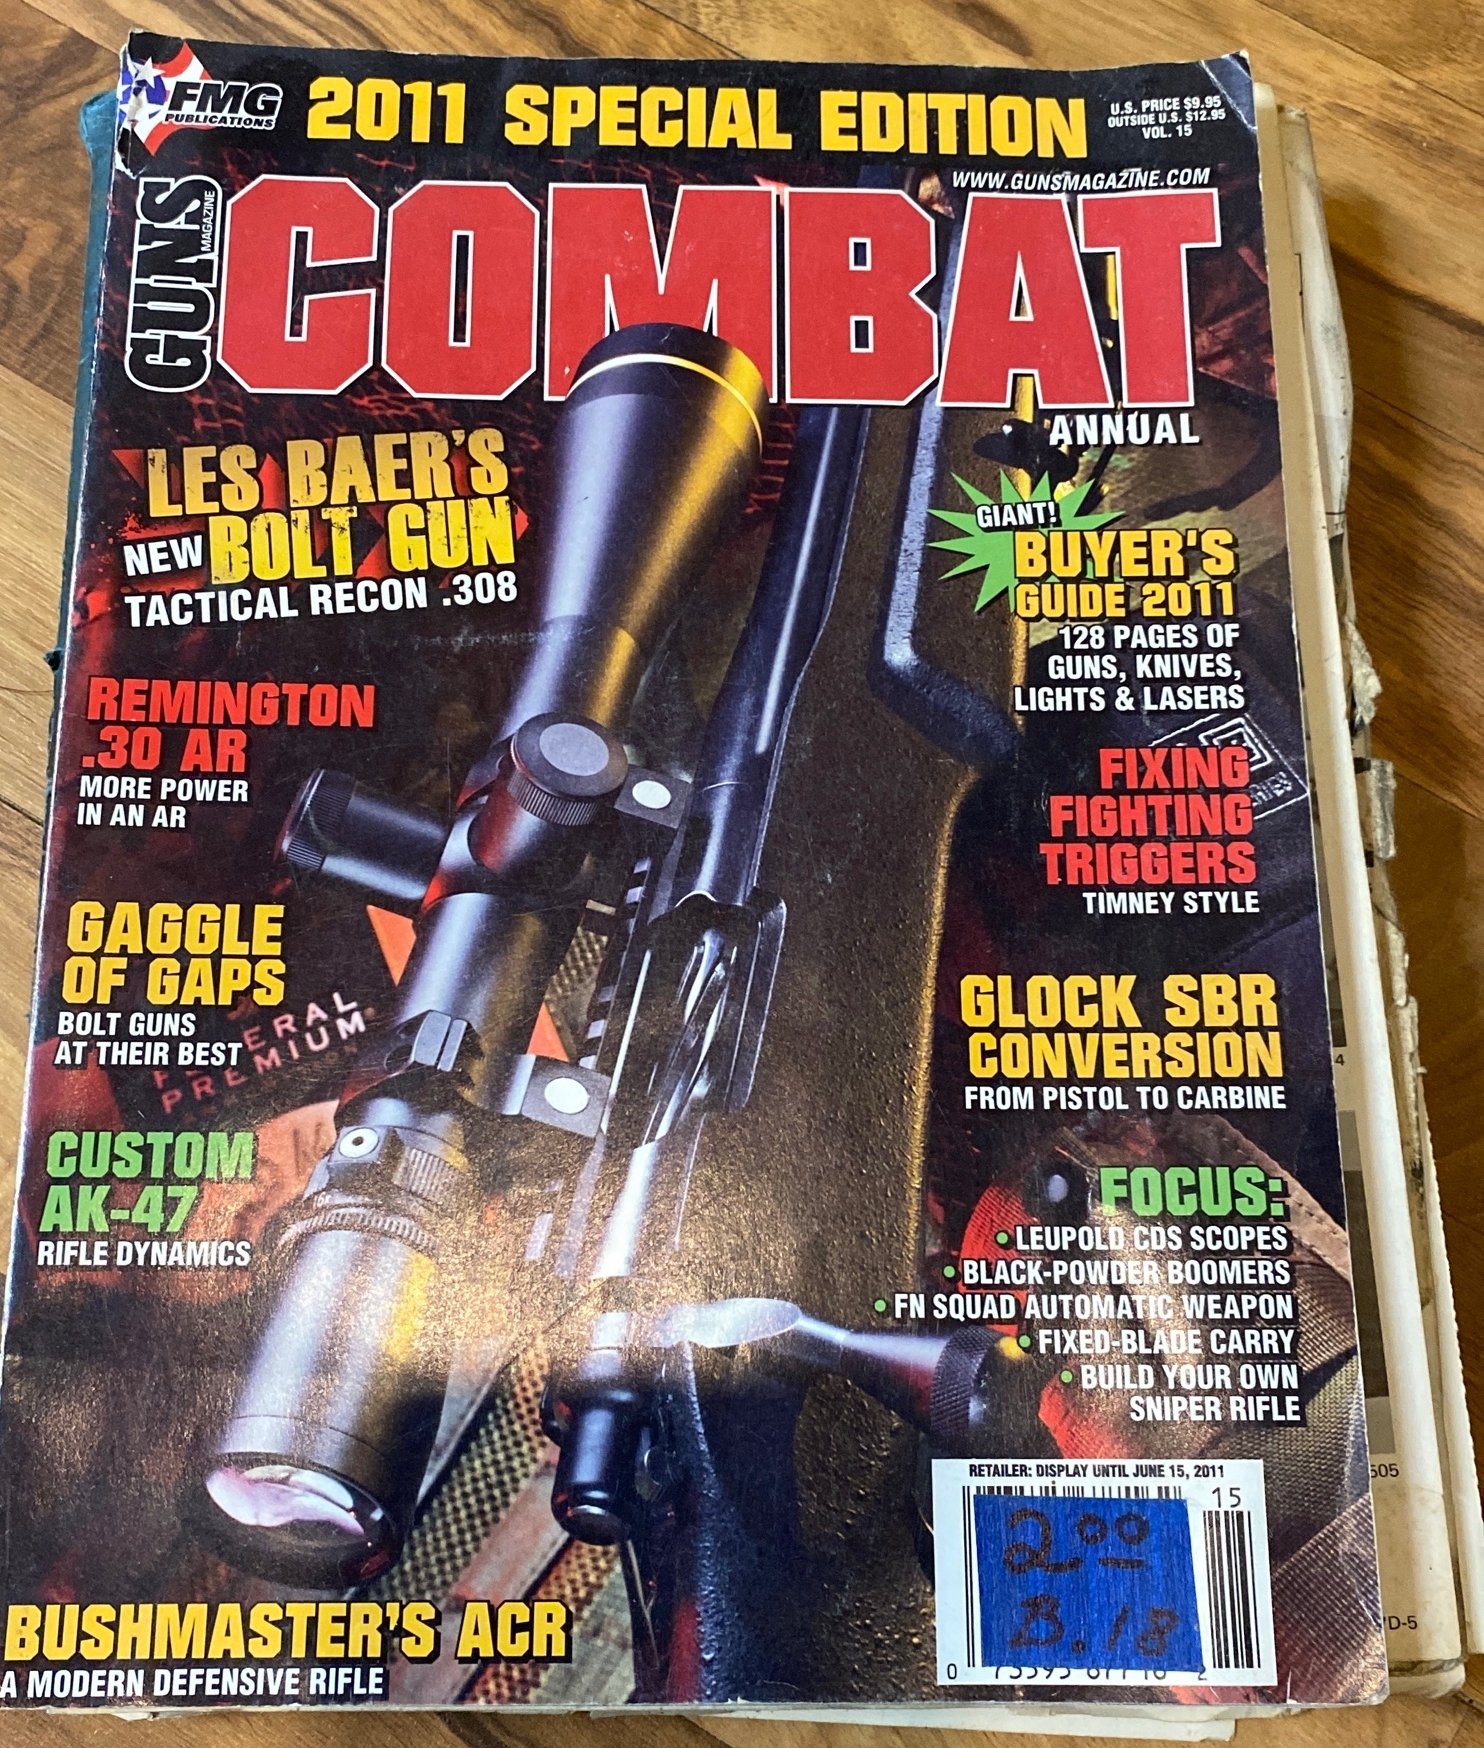 FMG
PUBLICATIONS
2011 SPECIAL EDITION
U.S. PRICE $9.95
OUTSIDE U.S. $12.95
VOL. 15
WWW.GUNSMAGAZINE.COM
GUNS
MAGAZINE
COMBAT
ANNUAL
LES BAER'S
NEW BOLT GUN
TACTICAL RECON .308
REMINGTON
.30 AR
MORE POWER
IN AN AR
GAGGLE
OF GAPS
BOLT GUNS
AT THEIR BEST
ERAL
PREMIUM
CUSTOM
AK-47
RIFLE DYNAMICS
BUSHMASTER'S ACR
A MODERN DEFENSIVE RIFLE
GIANT!
BUYER'S
GUIDE 2011
128 PAGES OF
GUNS, KNIVES,
LIGHTS & LASERS
FIXING
FIGHTING
TRIGGERS
TIMNEY STYLE
GLOCK SBR
CONVERSION
FROM PISTOL TO CARBINE
FOCUS:
• LEUPOLD CDS SCOPES
• BLACK-POWDER BOOMERS
• FN SQUAD AUTOMATIC WEAPON
• FIXED-BLADE CARRY
• BUILD YOUR OWN
SNIPER RIFLE
RETAILER: DISPLAY UNTIL JUNE 15, 2011
15
2.00
B.18
0